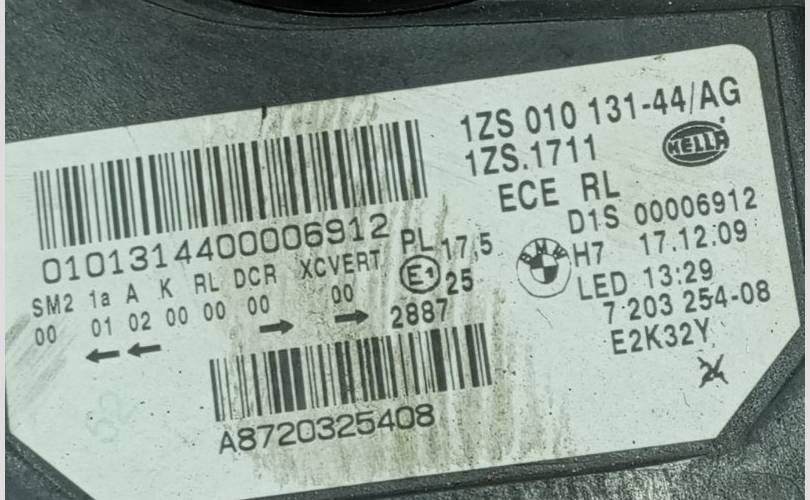 1ZS 010 131-44/AG
1ZS.1711
HELLA
ECE RL
0101314400006912
D1S 00006912
PL 17,5
BMW
H7 17.12.09
SM2 1a A K RL DCR XCVERT
E1 25
LED 13:29
00 01 02 00 00 00 00
2887
7 203 254-08
E2K32Y
A8720325408